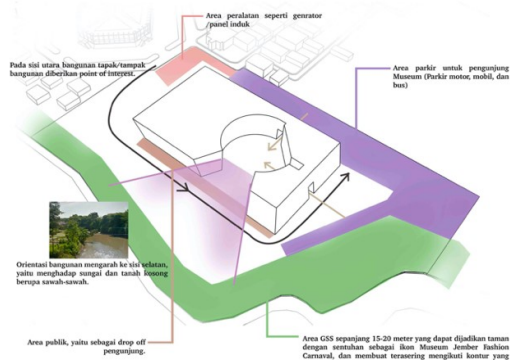 Area peralatan seperti genrator
/panel induk
Pada sisi utara bangunan tapak/tampak
bangunan diberikan point of interest.
Area parkir untuk pengunjung
Museum (Parkir motor, mobil, dan
bus)
Orientasi bangunan mengarah ke sisi selatan,
yaitu menghadap sungai dan tanah kosong
berupa sawah-sawah.
Area publik, yaitu sebagai drop off
pengunjung.
Area GSS sepanjang 15-20 meter yang dapat dijadikan taman
dengan sentuhan sebagai ikon Museum Jember Fashion
Carnaval, dan membuat terasering mengikuti kontur yang